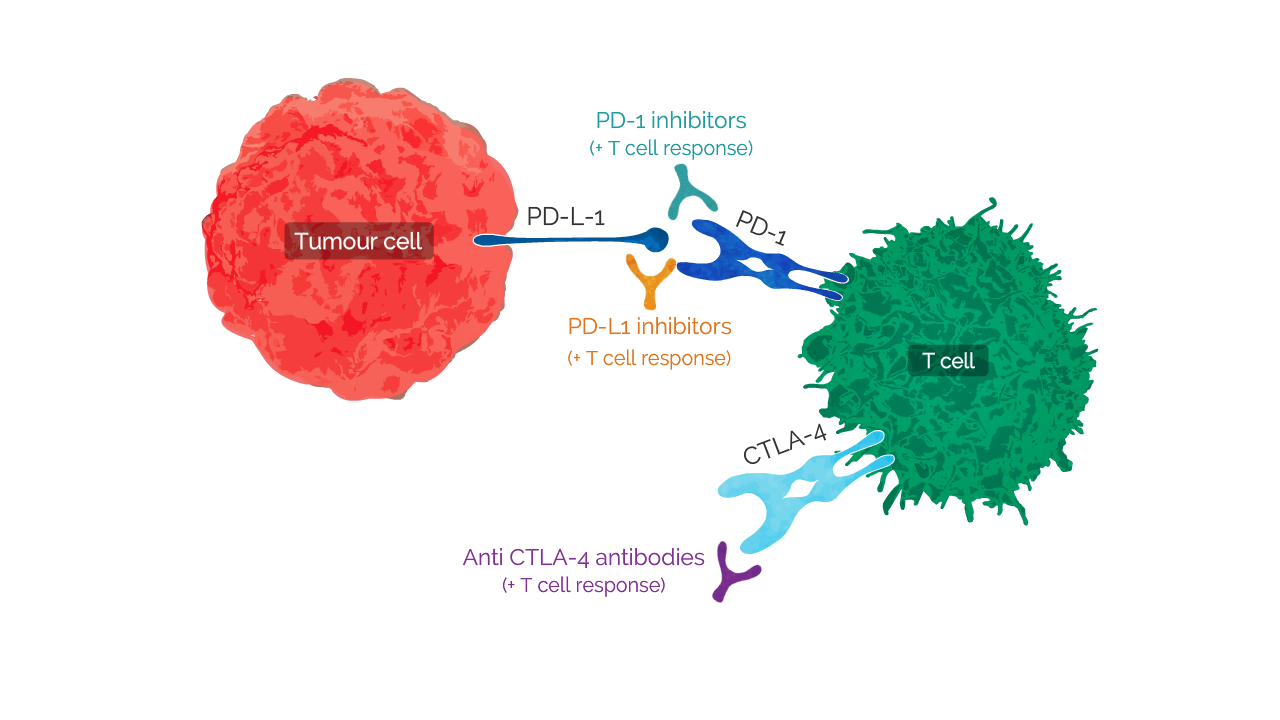 PD-1 inhibitors
(+ T cell response)
PD-L-1
PD-1
Tumour cell
PD-L1 inhibitors
(+ T cell response)
T cell
CTLA-4
Anti CTLA-4 antibodies
(+ T cell response)